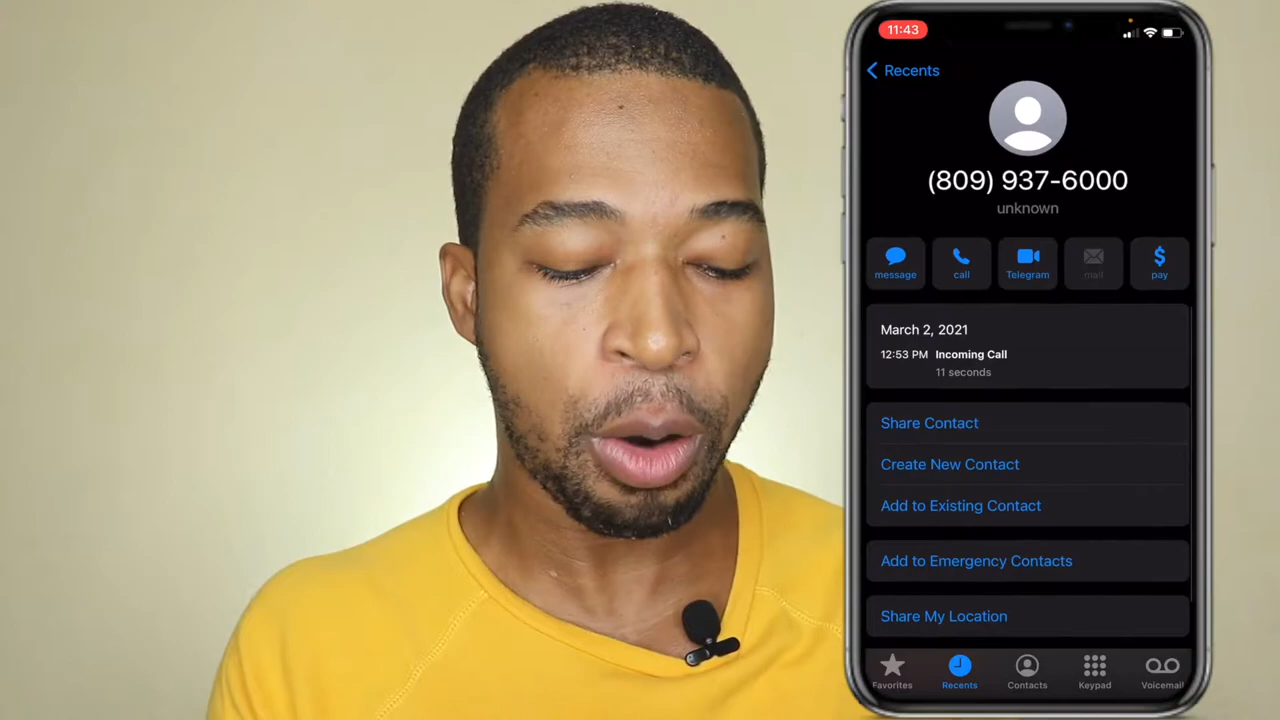 11:43
Recents
(809) 937-6000
unknown
message call Telegram mail pay
March 2, 2021
12:53 PM Incoming Call
11 seconds
Share Contact
Create New Contact
Add to Existing Contact
Add to Emergency Contacts
Share My Location
Favorites Recents Contacts Keypad Voicemail